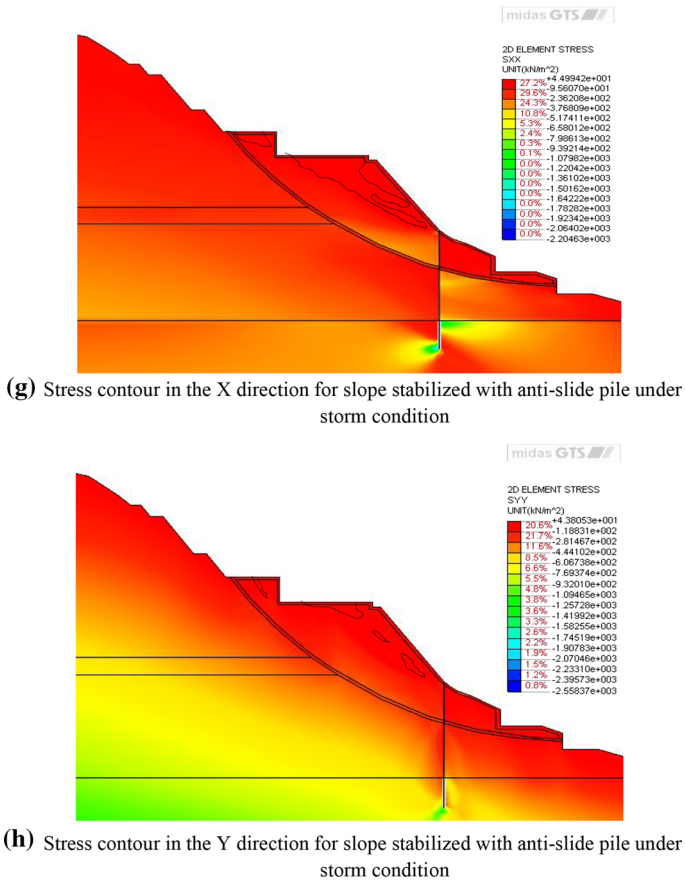 midas GTS
2D ELEMENT STRESS
SXX
UNIT(kN/m^2)
+4.49942e+001
27.2%
-9.56070e+001
29.6%
-2.36208e+002
24.3%
-3.76809e+002
10.8%
-5.17411e+002
5.3%
-6.58012e+002
2.4%
-7.98613e+002
0.3%
-9.39214e+002
0.1%
-1.07982e+003
0.0%
-1.22042e+003
0.0%
-1.36102e+003
0.0%
-1.50162e+003
0.0%
-1.64222e+003
0.0%
-1.78282e+003
0.0%
-1.92342e+003
0.0%
-2.06402e+003
0.0%
-2.20463e+003
(g) Stress contour in the X direction for slope stabilized with anti-slide pile under
storm condition
midas GTS
2D ELEMENT STRESS
SYY
UNIT(kN/m^2)
+4.38053e+001
20.6%
-1.18831e+002
21.7%
-2.81467e+002
11.6%
-4.44102e+002
8.5%
-6.06738e+002
6.6%
-7.69374e+002
5.5%
-9.32010e+002
4.8%
-1.09465e+003
3.8%
-1.25728e+003
3.6%
-1.41992e+003
3.3%
-1.58255e+003
2.6%
-1.74519e+003
2.2%
-1.90783e+003
1.9%
-2.07046e+003
1.5%
-2.23310e+003
1.2%
-2.39573e+003
0.8%
-2.55837e+003
(h) Stress contour in the Y direction for slope stabilized with anti-slide pile under
storm condition